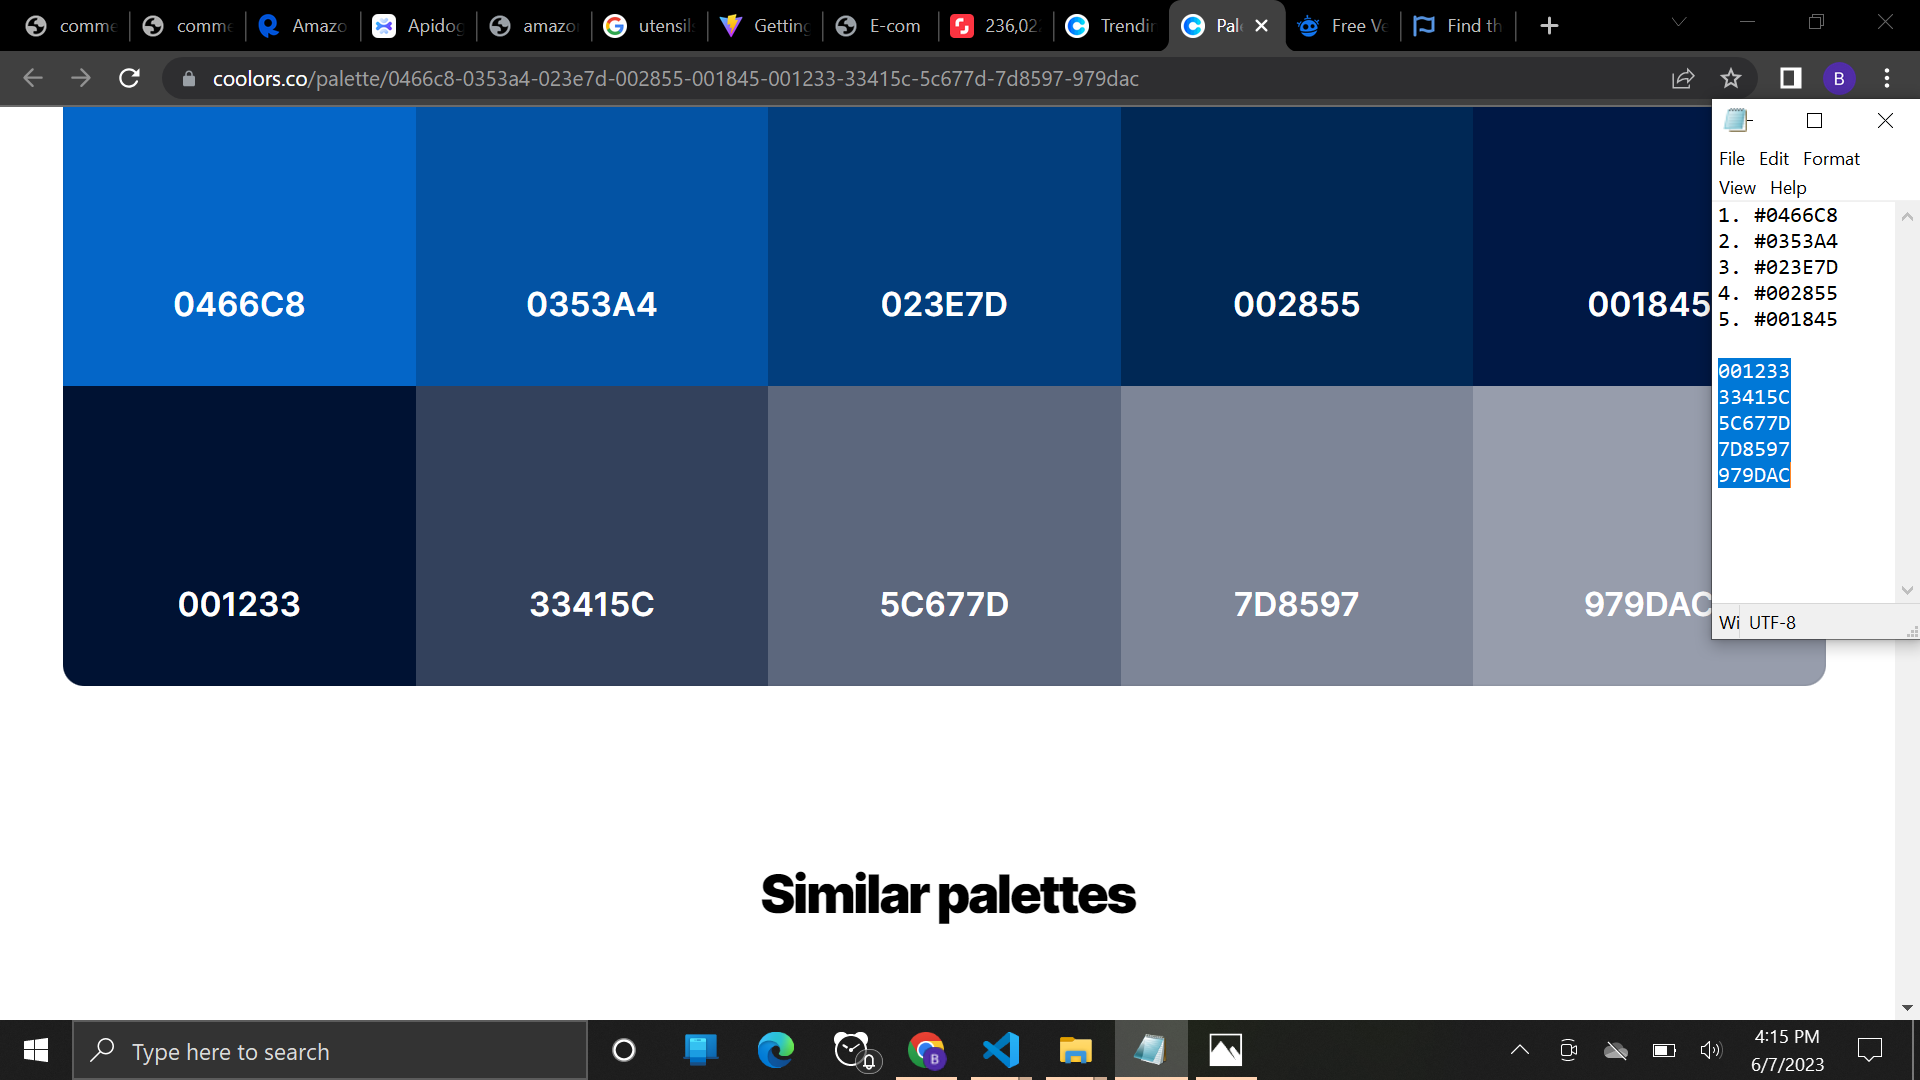 comme
comme
Amazo
Apidog
amazo
utensils
Getting
E-com
236,02
Trendin
Pal
Free Ve
Find th
coolors.co/palette/0466c8-0353a4-023e7d-002855-001845-001233-33415c-5c677d-7d8597-979dac
B
File Edit Format
View Help
1. #0466C8
2. #0353A4
3. #023E7D
4. #002855
5. #001845
001233
33415C
5C677D
7D8597
979DAC
Wi UTF-8
0466C8
0353A4
023E7D
002855
001845
001233
33415C
5C677D
7D8597
979DAC
Similar palettes
Type here to search
B
4:15 PM
6/7/2023